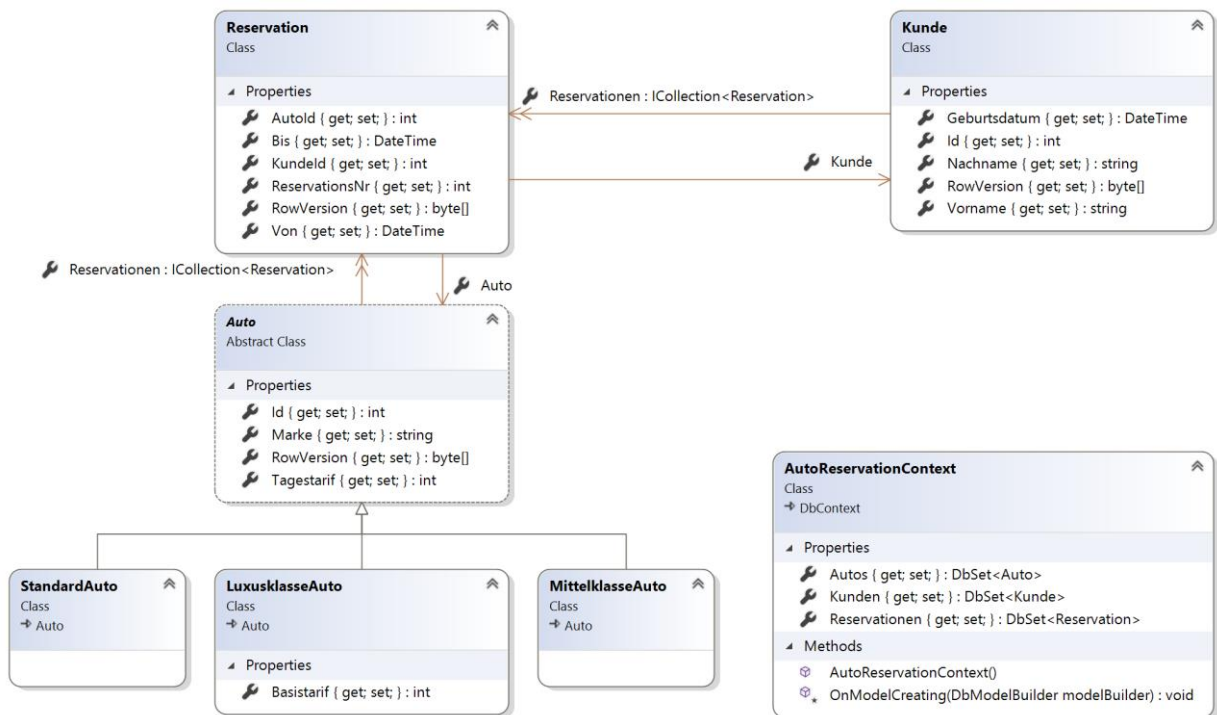 Reservation
Class
Properties
AutoId { get; set; } : int
Bis { get; set; } : DateTime
KundeId { get; set; } : int
ReservationsNr { get; set; } : int
RowVersion { get; set; } : byte[]
Von { get; set; } : DateTime
Reservationen : ICollection<Reservation>
Kunde
Kunde
Class
Properties
Geburtsdatum { get; set; } : DateTime
Id { get; set; } : int
Nachname { get; set; } : string
RowVersion { get; set; } : byte[]
Vorname { get; set; } : string
Reservationen : ICollection<Reservation>
Auto
Auto
Abstract Class
Properties
Id { get; set; } : int
Marke { get; set; } : string
RowVersion { get; set; } : byte[]
Tagestarif { get; set; } : int
StandardAuto
Class
Auto
LuxusklasseAuto
Class
Auto
Properties
Basistarif { get; set; } : int
MittelklasseAuto
Class
Auto
AutoReservationContext
Class
DbContext
Properties
Autos { get; set; } : DbSet<Auto>
Kunden { get; set; } : DbSet<Kunde>
Reservationen { get; set; } : DbSet<Reservation>
Methods
AutoReservationContext()
OnModelCreating(DbModelBuilder modelBuilder) : void